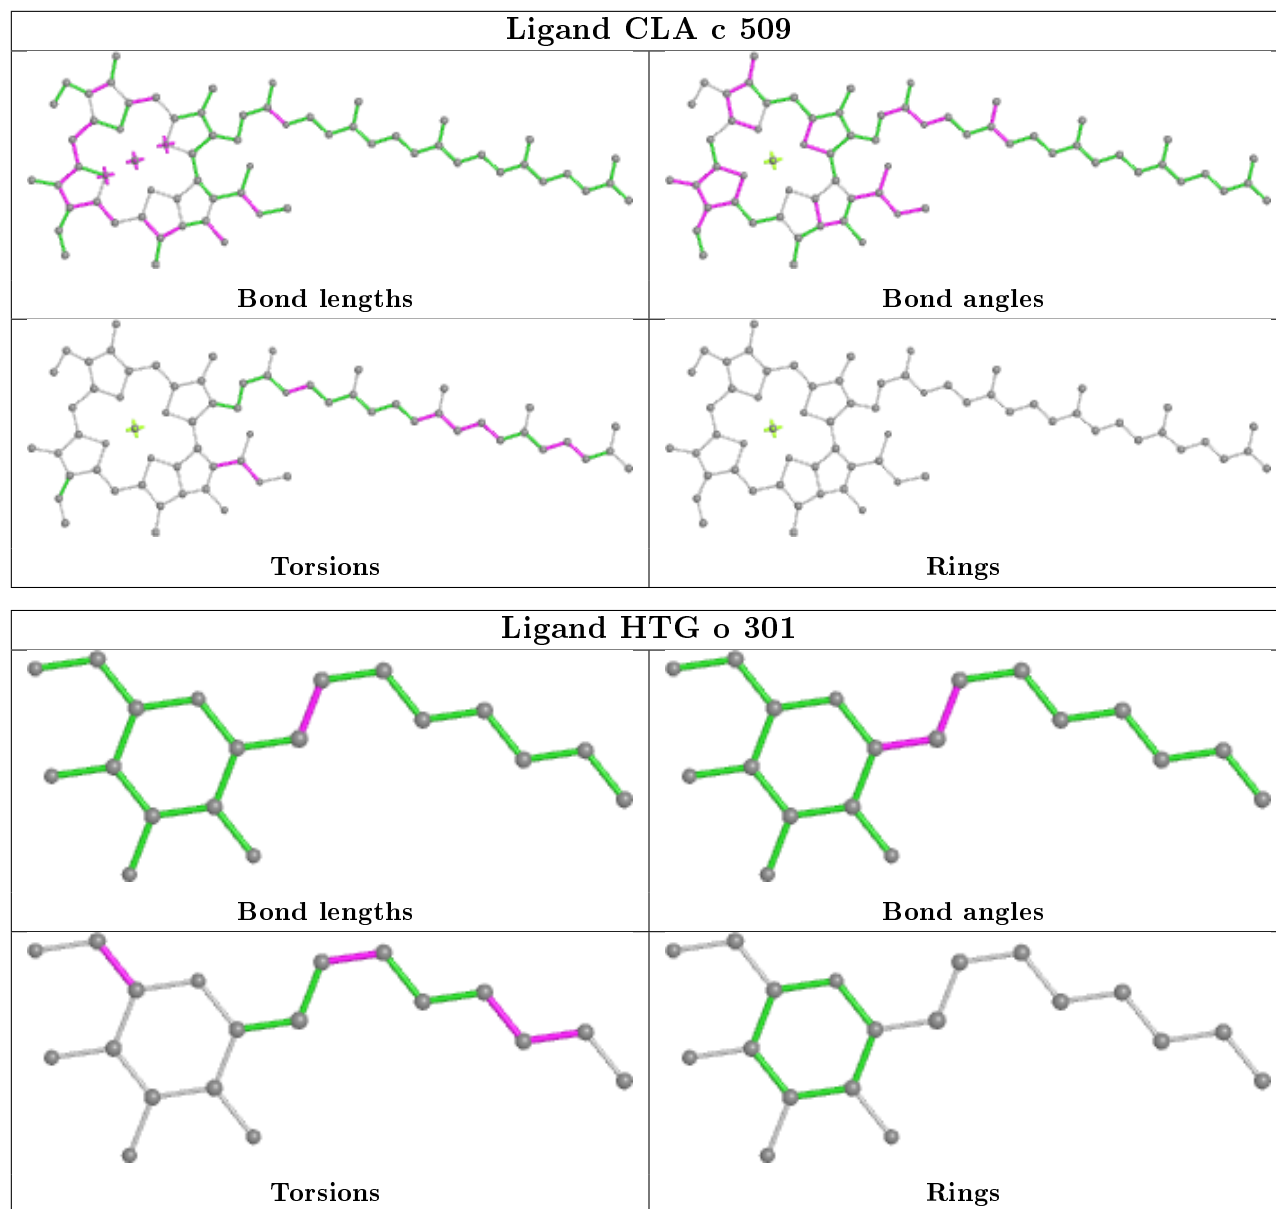 Ligand CLA c 509
Bond lengths
Bond angles
Torsions
Rings
Ligand HTG o 301
Bond lengths
Bond angles
Torsions
Rings